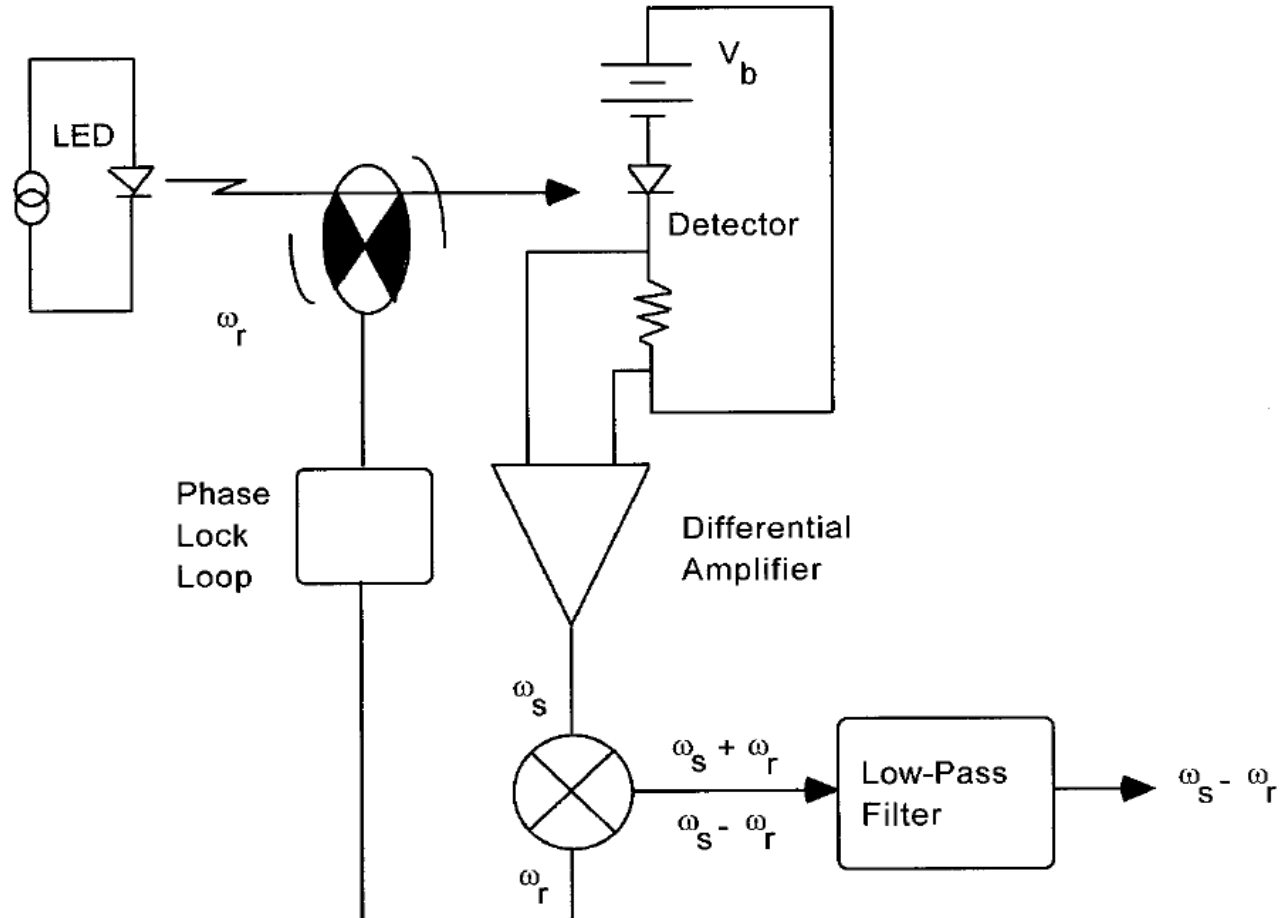 V_b
LED
Detector
ω_r
Phase
Lock
Loop
Differential
Amplifier
ω_s
ω_s + ω_r
ω_s - ω_r
Low-Pass
Filter
ω_s - ω_r
ω_r